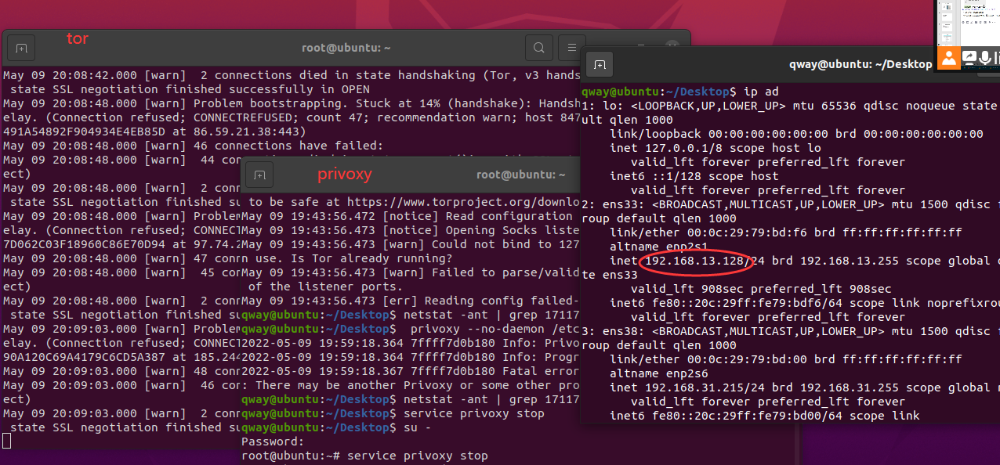 tor
root@ubuntu: ~
May 09 20:08:42.000 [warn]  2 connections died in state handshaking (Tor, v3 hands
 state SSL negotiation finished successfully in OPEN
May 09 20:08:48.000 [warn] Problem bootstrapping. Stuck at 14% (handshake): Handsh
elay. (Connection refused; CONNECTREFUSED; count 47; recommendation warn; host 847
491A54892F904934E4EB85D at 86.59.21.38:443)
May 09 20:08:48.000 [warn] 46 connections have failed:
May 09 20:08:48.000 [warn]  44 con
ect)
May 09 20:08:48.000 [warn]  2 conn
 state SSL negotiation finished su
May 09 20:08:48.000 [warn] Problem
elay. (Connection refused; CONNECT
7D062C03F18960C86E70D94 at 97.74.2
May 09 20:08:48.000 [warn] 47 conn
May 09 20:08:48.000 [warn]  45 con
ect)
May 09 20:08:48.000 [warn]  2 conn
 state SSL negotiation finished su
May 09 20:09:03.000 [warn] Problem
elay. (Connection refused; CONNECT
90A120C69A4179C6CD5A387 at 185.244
May 09 20:09:03.000 [warn] 48 conn
May 09 20:09:03.000 [warn]  46 con
ect)
May 09 20:09:03.000 [warn]  2 conn
 state SSL negotiation finished su
privoxy
root@ubuntu: ~
 to be safe at https://www.torproject.org/downlo
May 09 19:43:56.472 [notice] Read configuration
May 09 19:43:56.473 [notice] Opening Socks liste
May 09 19:43:56.473 [warn] Could not bind to 127
n use. Is Tor already running?
May 09 19:43:56.473 [warn] Failed to parse/valid
 of the listener ports.
May 09 19:43:56.473 [err] Reading config failed-
qway@ubuntu:~/Desktop$ netstat -ant | grep 17117
qway@ubuntu:~/Desktop$  privoxy --no-daemon /etc
2022-05-09 19:59:18.364 7ffff7d0b180 Info: Privo
2022-05-09 19:59:18.364 7ffff7d0b180 Info: Progr
2022-05-09 19:59:18.367 7ffff7d0b180 Fatal error
: There may be another Privoxy or some other pro
qway@ubuntu:~/Desktop$ netstat -ant | grep 17117
qway@ubuntu:~/Desktop$ service privoxy stop
qway@ubuntu:~/Desktop$ su -
Password:
root@ubuntu:~# service privoxy stop
qway@ubuntu: ~/Desktop
qway@ubuntu:~/Desktop$ ip ad
1: lo: <LOOPBACK,UP,LOWER_UP> mtu 65536 qdisc noqueue state
ult qlen 1000
    link/loopback 00:00:00:00:00:00 brd 00:00:00:00:00:00
    inet 127.0.0.1/8 scope host lo
       valid_lft forever preferred_lft forever
    inet6 ::1/128 scope host
       valid_lft forever preferred_lft forever
2: ens33: <BROADCAST,MULTICAST,UP,LOWER_UP> mtu 1500 qdisc f
roup default qlen 1000
    link/ether 00:0c:29:79:bd:f6 brd ff:ff:ff:ff:ff:ff
    altname enp2s1
    inet 192.168.13.128/24 brd 192.168.13.255 scope global d
te ens33
       valid_lft 908sec preferred_lft 908sec
    inet6 fe80::20c:29ff:fe79:bdf6/64 scope link noprefixrou
       valid_lft forever preferred_lft forever
3: ens38: <BROADCAST,MULTICAST,UP,LOWER_UP> mtu 1500 qdisc f
roup default qlen 1000
    link/ether 00:0c:29:79:bd:00 brd ff:ff:ff:ff:ff:ff
    altname enp2s6
    inet 192.168.31.215/24 brd 192.168.31.255 scope global n
       valid_lft forever preferred_lft forever
    inet6 fe80::20c:29ff:fe79:bd00/64 scope link